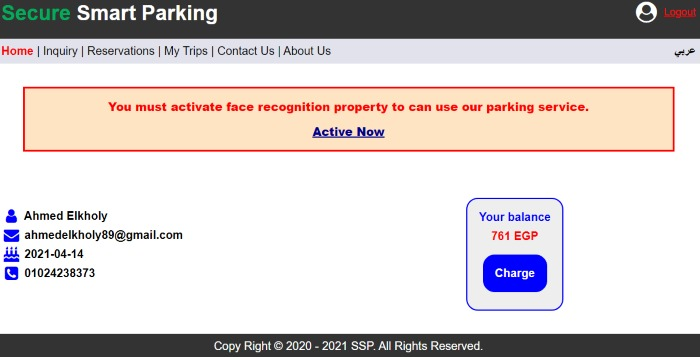 Secure Smart Parking
Logout
Home | Inquiry | Reservations | My Trips | Contact Us | About Us
عربي
You must activate face recognition property to can use our parking service.
Active Now
Ahmed Elkholy
ahmedelkholy89@gmail.com
2021-04-14
01024238373
Your balance
761 EGP
Charge
Copy Right © 2020 - 2021 SSP. All Rights Reserved.